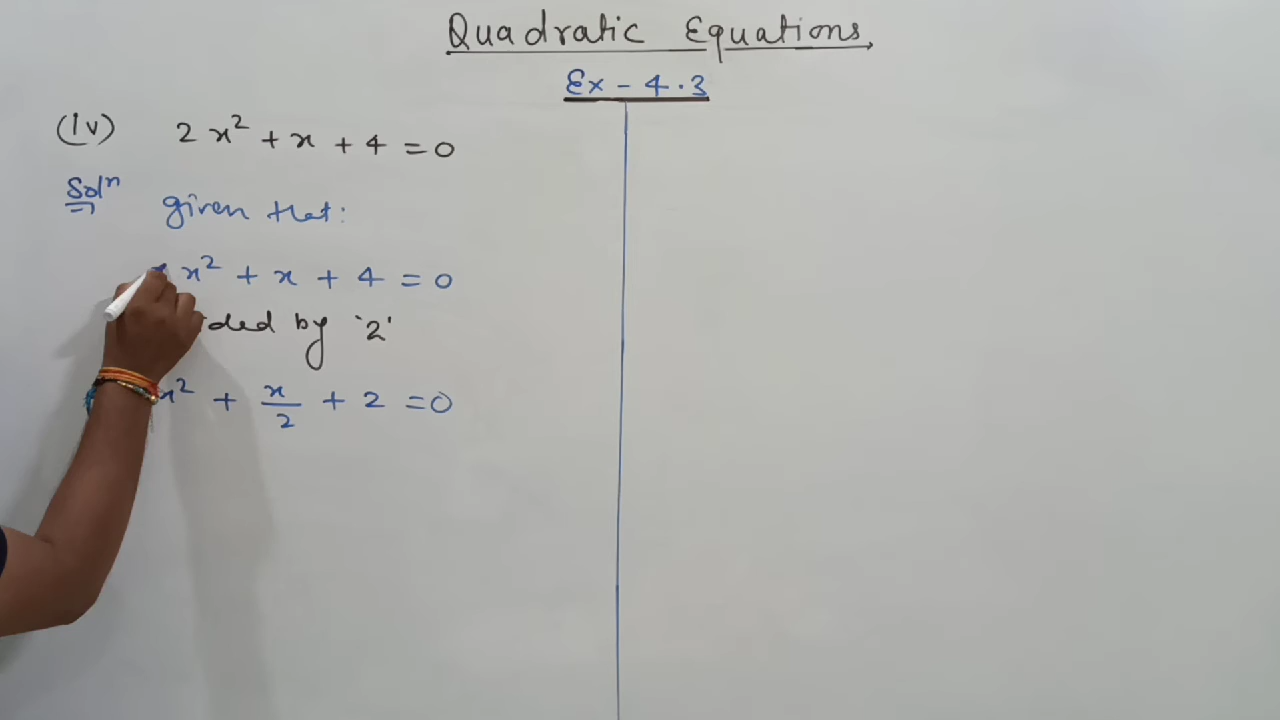 Quadratic Equations
Ex - 4.3
(iv) 2x² + x + 4 = 0
Solⁿ given that:
x² + x + 4 = 0
by '2'
x² + x/2 + 2 = 0